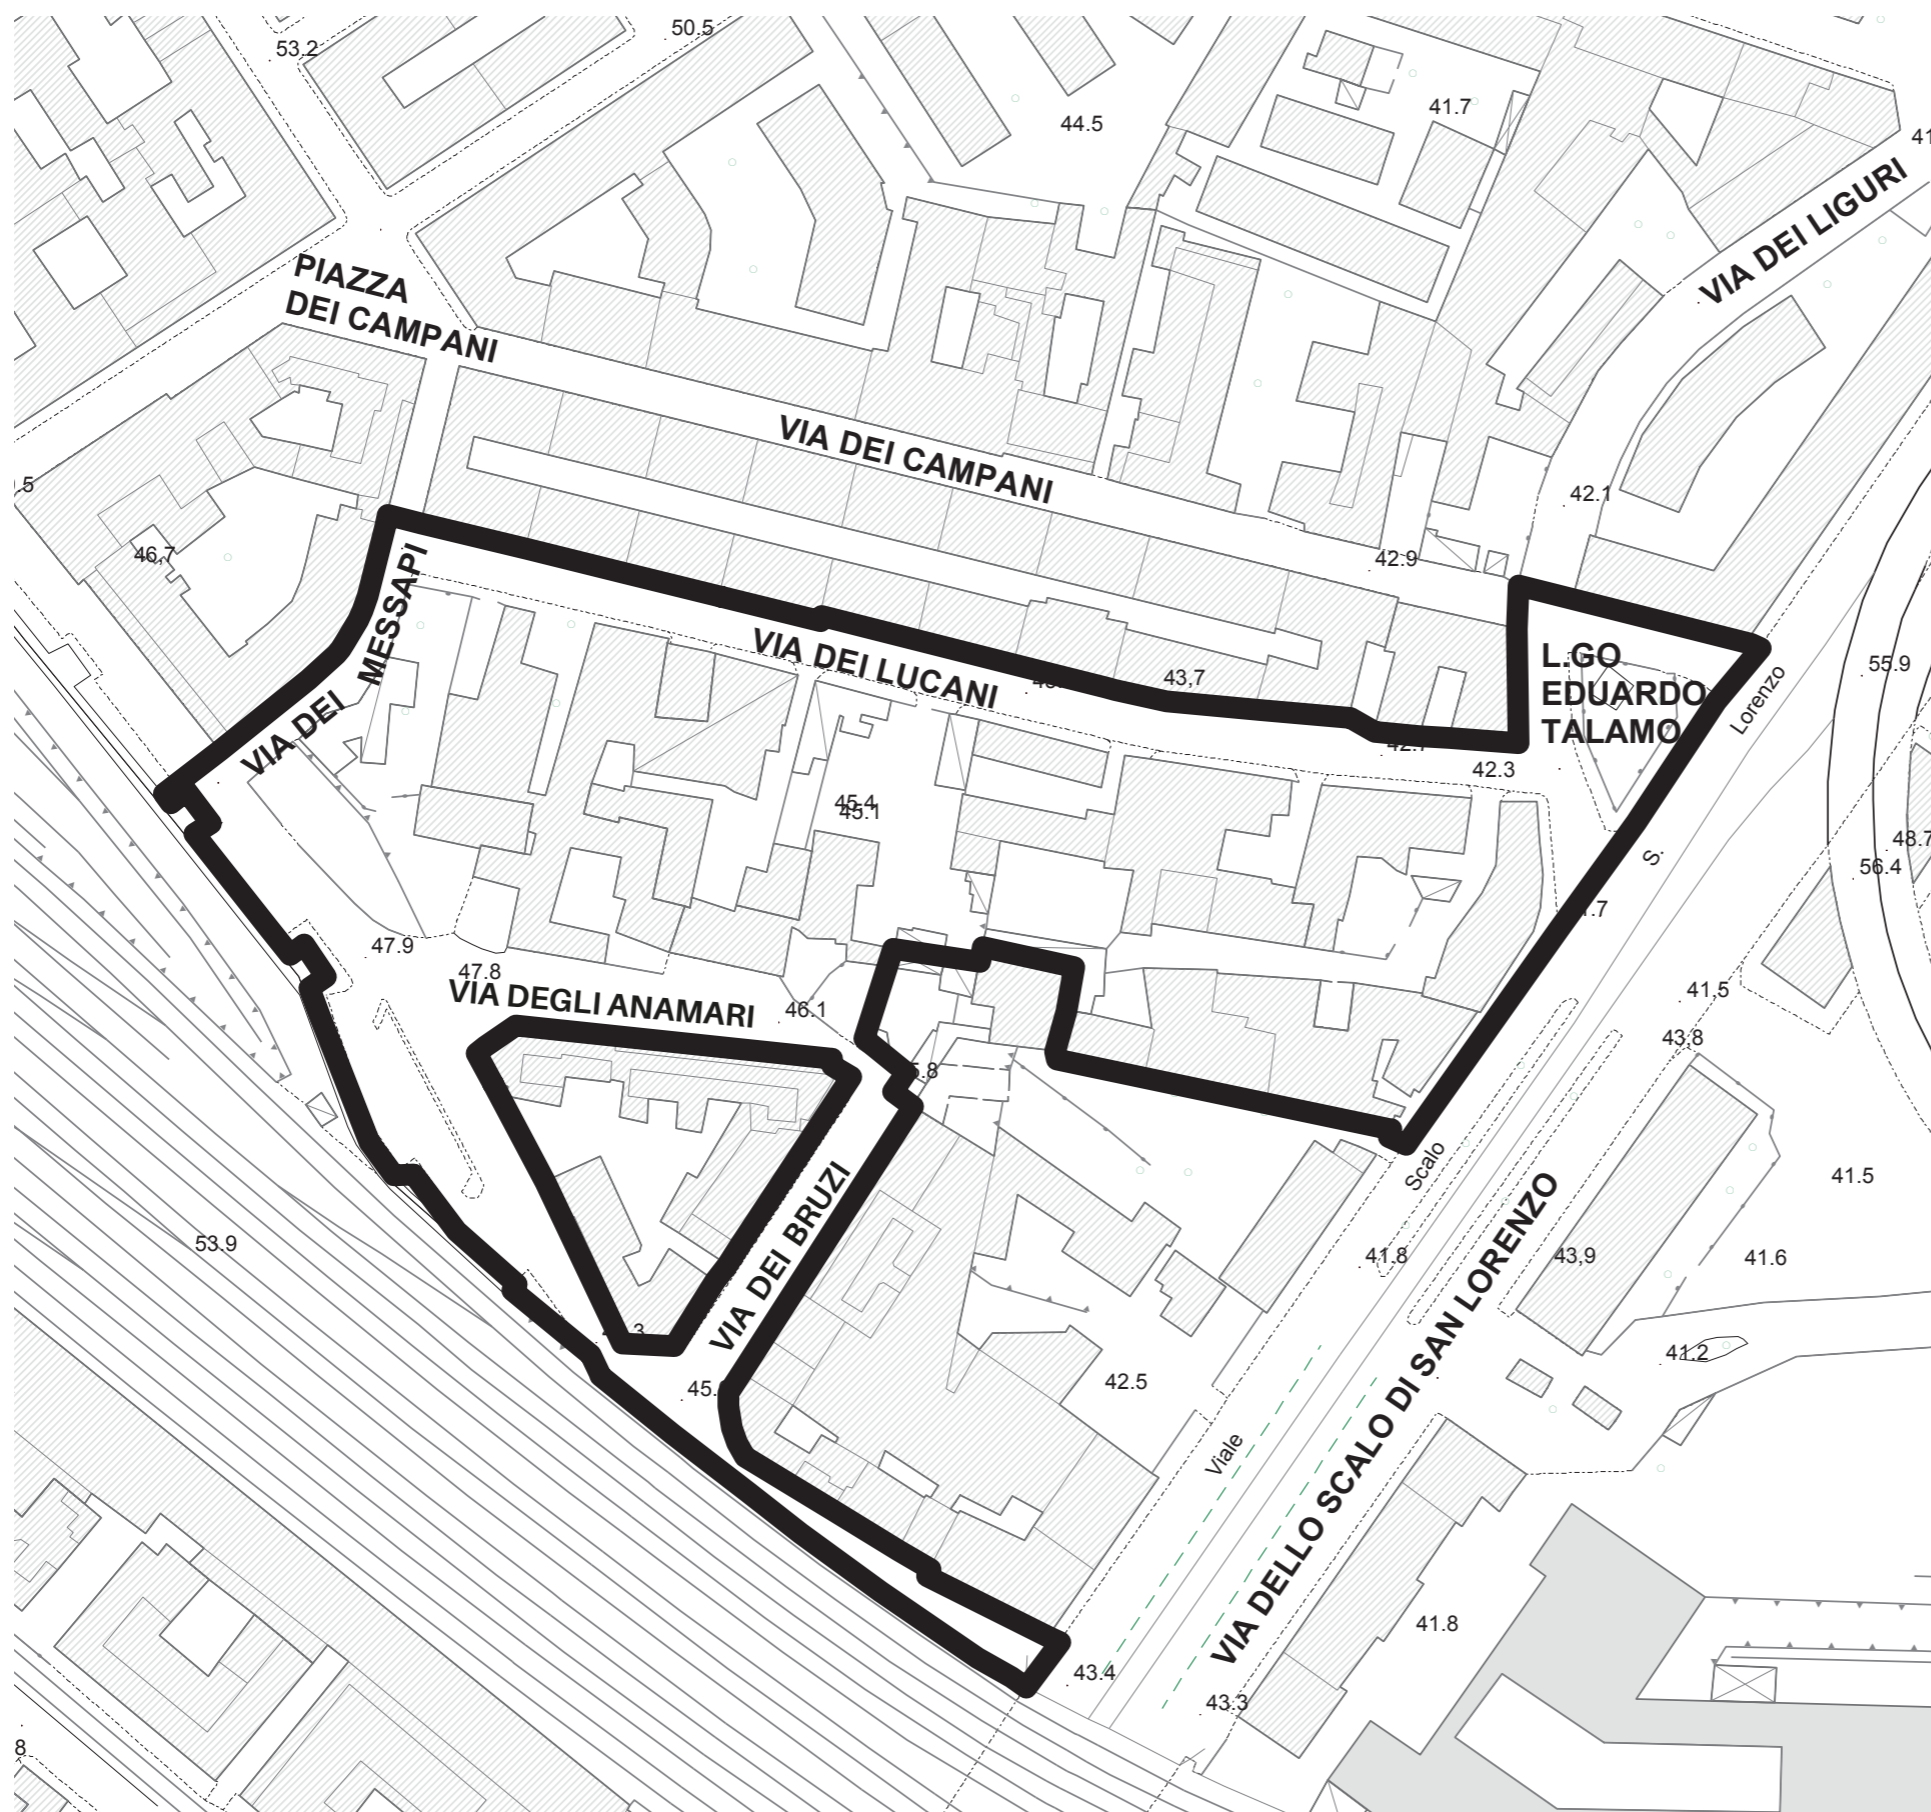 53.2
50.5
44.5
41.7
VIA DEI LIGURI
PIAZZA
DEI CAMPANI
VIA DEI CAMPANI
42.1
46,7
42.9
VIA DEI
MESSAPI
VIA DEI LUCANI
43,7
L.GO
EDUARDO
TALAMO
55.9
Lorenzo
42.3
45.4
45.1
S.
48.7
56.4
47.9
47.8
VIA DEGLI ANAMARI
46.1
41.5
43,8
VIA DEI BRUZI
Scalo
41.5
53.9
41.8
VIA DELLO SCALO DI SAN LORENZO
43,9
41.6
41.2
42.5
Viale
41.8
43.4
43.3
8